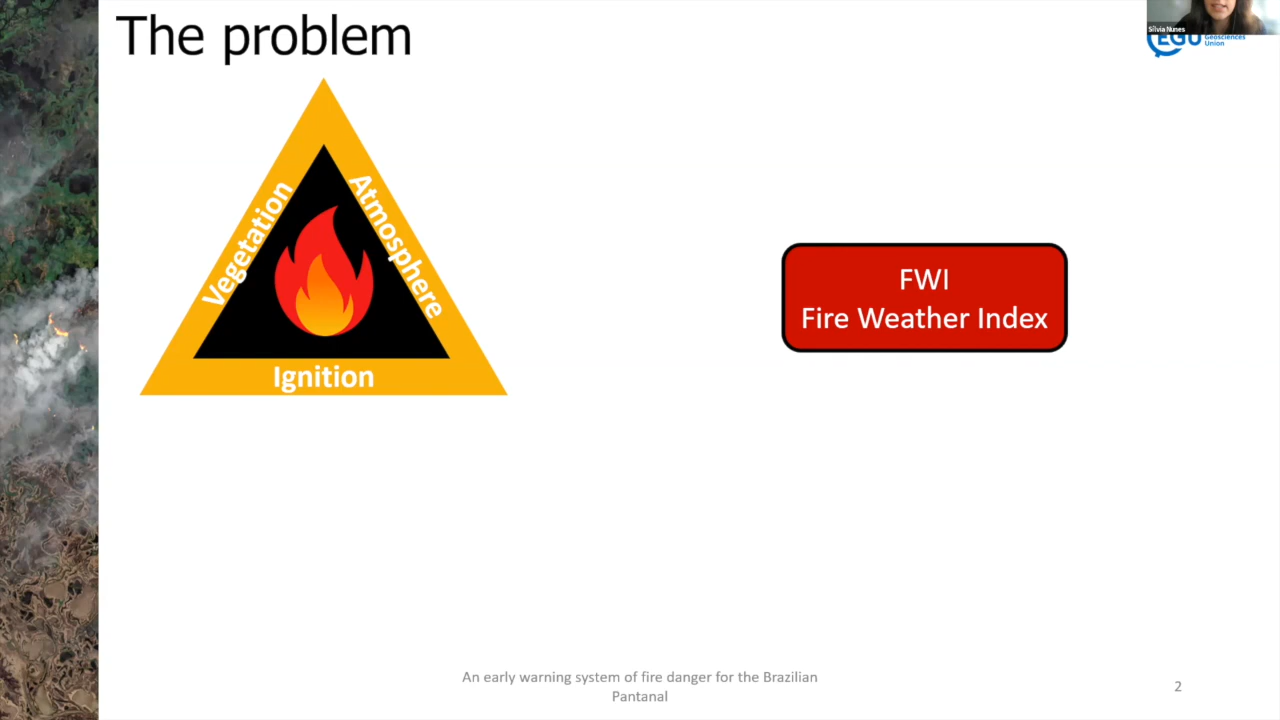 The problem
Sílvia Nunes
EGU
Geosciences
Union
Vegetation
Atmosphere
Ignition
FWI
Fire Weather Index
An early warning system of fire danger for the Brazilian
Pantanal
2